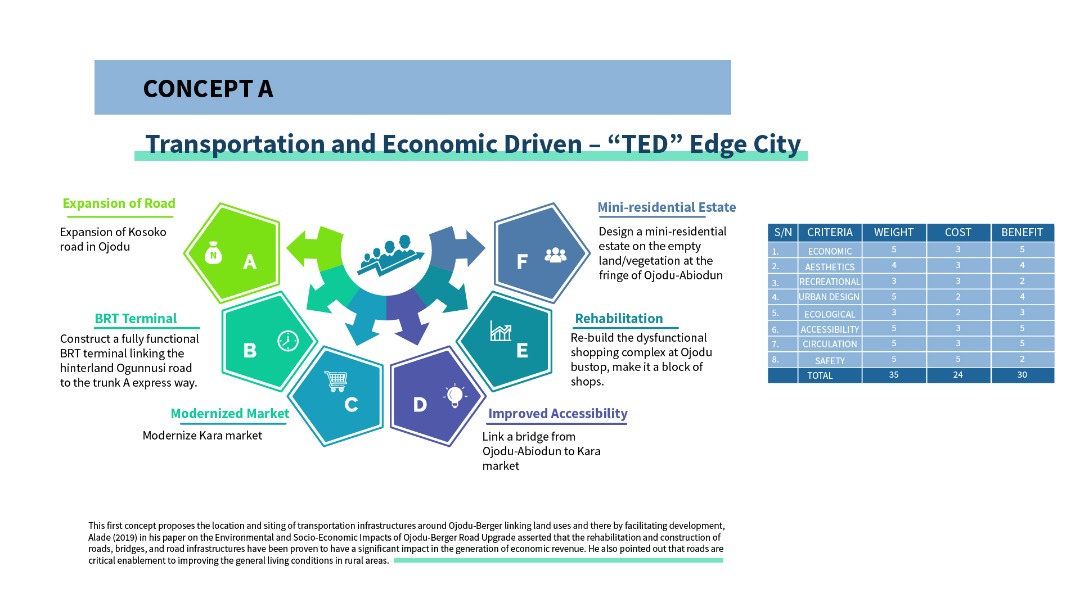 CONCEPT A
Transportation and Economic Driven – “TED” Edge City
Expansion of Road
Expansion of Kosoko
road in Ojodu
BRT Terminal
Construct a fully functional
BRT terminal linking the
hinterland Ogunnusi road
to the trunk A express way.
Modernized Market
Modernize Kara market
N
A
B
C
D
E
F
Mini-residential Estate
Design a mini-residential
estate on the empty
land/vegetation at the
fringe of Ojodu-Abiodun
Rehabilitation
Re-build the dysfunctional
shopping complex at Ojodu
bustop, make it a block of
shops.
Improved Accessibility
Link a bridge from
Ojodu-Abiodun to Kara
market
S/N CRITERIA WEIGHT COST BENEFIT
1. ECONOMIC 5 3 5
2. AESTHETICS 4 3 4
3. RECREATIONAL 3 3 2
4. URBAN DESIGN 5 2 4
5. ECOLOGICAL 3 2 3
6. ACCESSIBILITY 5 3 5
7. CIRCULATION 5 3 5
8. SAFETY 5 5 2
TOTAL 35 24 30
This first concept proposes the location and siting of transportation infrastructures around Ojodu-Berger linking land uses and there by facilitating development,
Alade (2019) in his paper on the Environmental and Socio-Economic Impacts of Ojodu-Berger Road Upgrade asserted that the rehabilitation and construction of
roads, bridges, and road infrastructures have been proven to have a significant impact in the generation of economic revenue. He also pointed out that roads are
critical enablement to improving the general living conditions in rural areas.